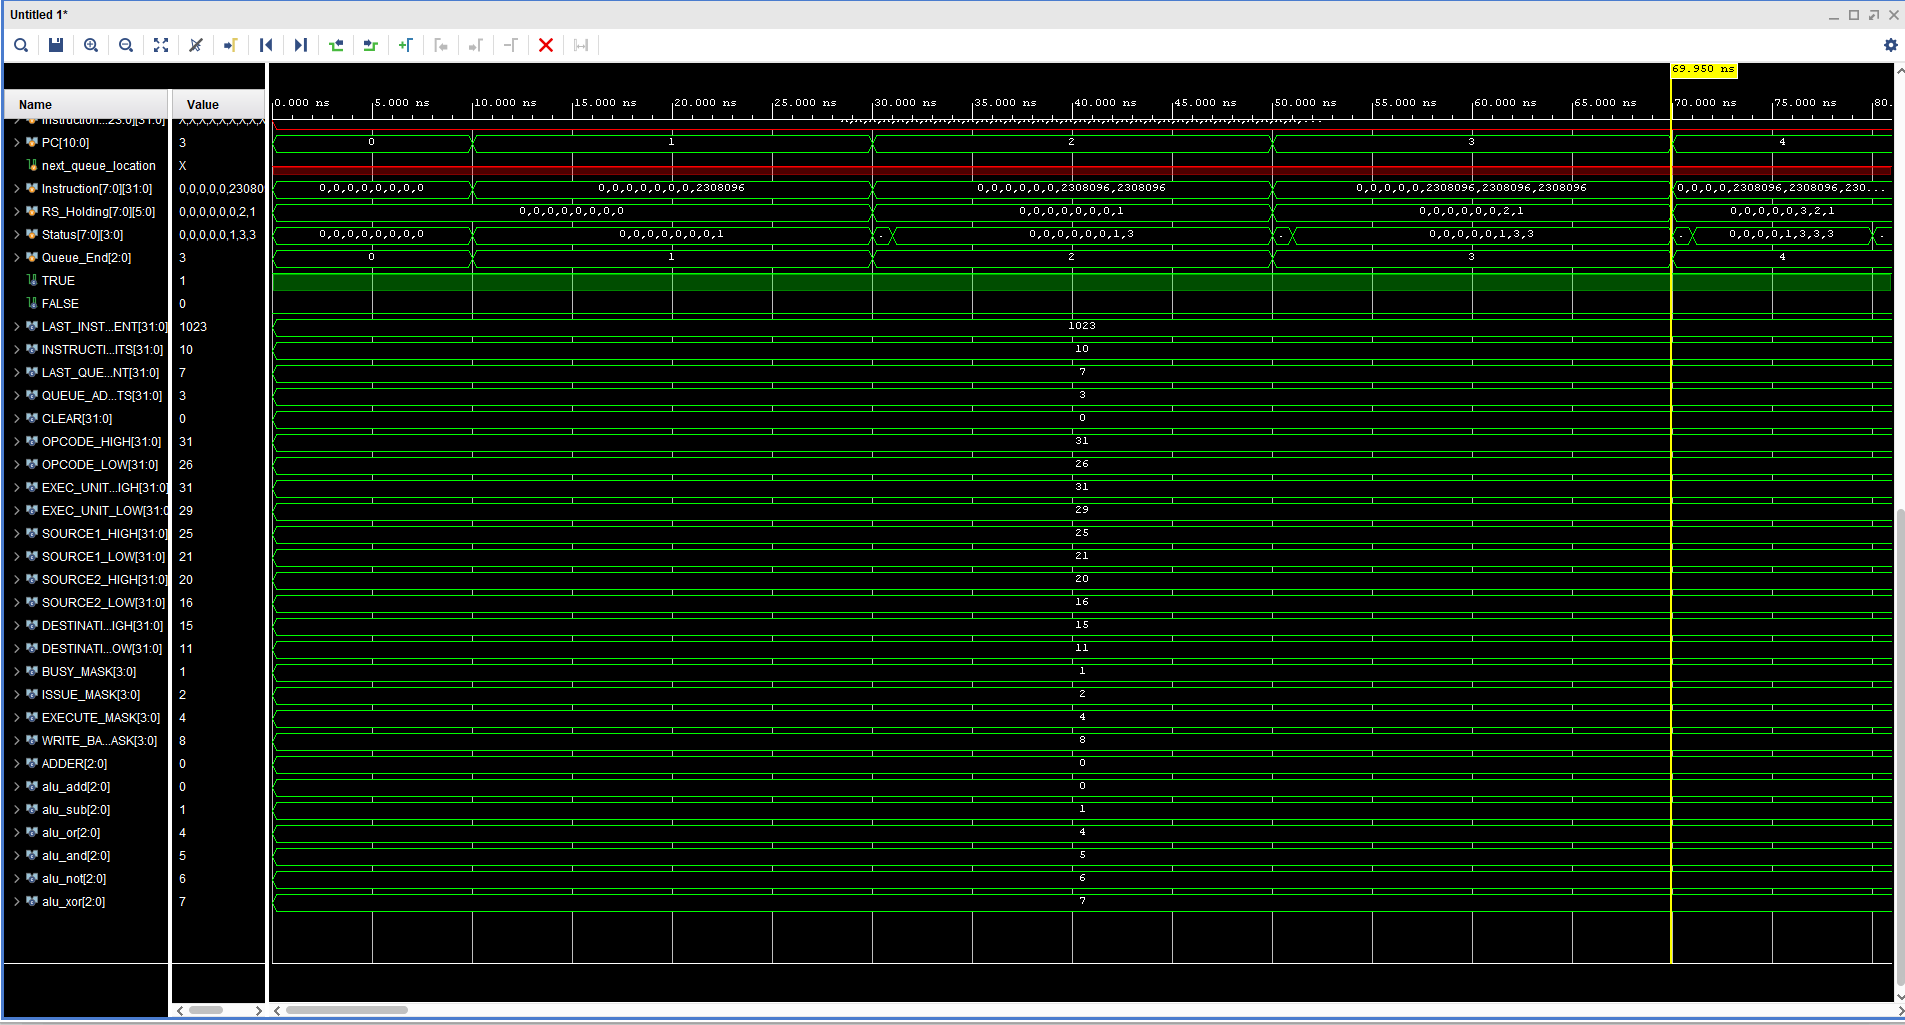 Untitled 1*
69.950 ns
Name Value
0.000 ns 5.000 ns 10.000 ns 15.000 ns 20.000 ns 25.000 ns 30.000 ns 35.000 ns 40.000 ns 45.000 ns 50.000 ns 55.000 ns 60.000 ns 65.000 ns 70.000 ns 75.000 ns 80.
PC[10:0] 3 0 1 2 3 4
next_queue_location X
Instruction[7:0][31:0] 0,0,0,0,0,23080 0,0,0,0,0,0,0,0 0,0,0,0,0,0,0,2308096 0,0,0,0,0,0,2308096,2308096 0,0,0,0,0,2308096,2308096,2308096 0,0,0,0,2308096,2308096,230...
RS_Holding[7:0][5:0] 0,0,0,0,0,0,2,1 0,0,0,0,0,0,0,0 0,0,0,0,0,0,0,1 0,0,0,0,0,0,2,1 0,0,0,0,0,3,2,1
Status[7:0][3:0] 0,0,0,0,0,1,3,3 0,0,0,0,0,0,0,0 0,0,0,0,0,0,0,1 . 0,0,0,0,0,0,1,3 . 0,0,0,0,0,1,3,3 . 0,0,0,0,1,3,3,3 .
Queue_End[2:0] 3 0 1 2 3 4
TRUE 1
FALSE 0
LAST_INST...ENT[31:0] 1023 1023
INSTRUCTI...ITS[31:0] 10 10
LAST_QUE...NT[31:0] 7 7
QUEUE_AD...TS[31:0] 3 3
CLEAR[31:0] 0 0
OPCODE_HIGH[31:0] 31 31
OPCODE_LOW[31:0] 26 26
EXEC_UNIT...IGH[31:0] 31 31
EXEC_UNIT_LOW[31:0 29 29
SOURCE1_HIGH[31:0] 25 25
SOURCE1_LOW[31:0] 21 21
SOURCE2_HIGH[31:0] 20 20
SOURCE2_LOW[31:0] 16 16
DESTINATI...IGH[31:0] 15 15
DESTINATI...OW[31:0] 11 11
BUSY_MASK[3:0] 1 1
ISSUE_MASK[3:0] 2 2
EXECUTE_MASK[3:0] 4 4
WRITE_BA...ASK[3:0] 8 8
ADDER[2:0] 0 0
alu_add[2:0] 0 0
alu_sub[2:0] 1 1
alu_or[2:0] 4 4
alu_and[2:0] 5 5
alu_not[2:0] 6 6
alu_xor[2:0] 7 7